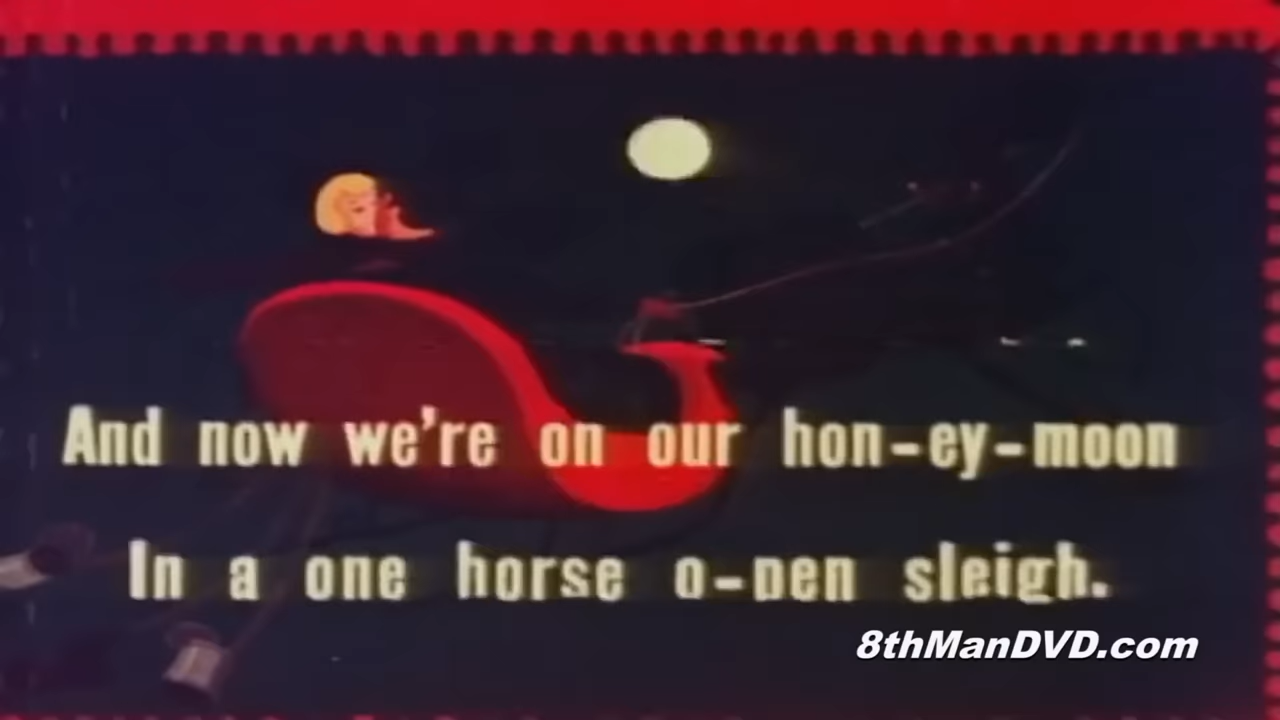 And now we're on our hon-ey-moon
In a one horse o-pen sleigh.
8thManDVD.com